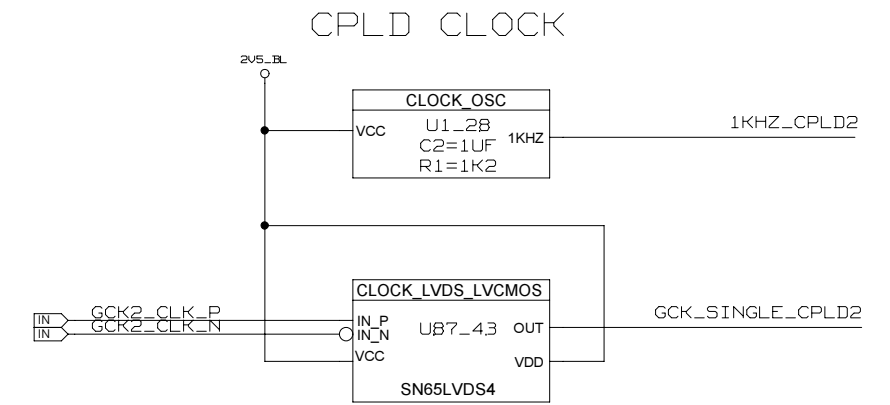 CPLD CLOCK
2V5_BL
CLOCK_OSC
VCC
U1_28
1KHZ
C2=1UF
R1=1K2
1KHZ_CPLD2
CLOCK_LVDS_LVCMOS
IN
GCK2_CLK_P
IN_P
IN
GCK2_CLK_N
IN_N
U87_43
OUT
GCK_SINGLE_CPLD2
VCC
VDD
SN65LVDS4